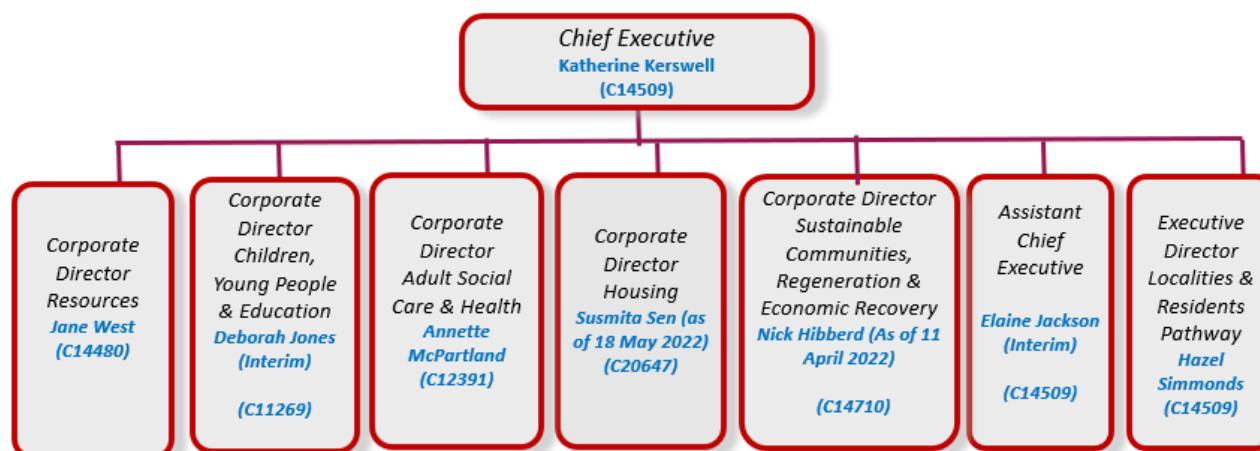 Chief Executive
Katherine Kerswell
(C14509)
Corporate
Director
Resources
Jane West
(C14480)
Corporate
Director
Children,
Young People
& Education
Deborah Jones
(Interim)
(C11269)
Corporate
Director
Adult Social
Care & Health
Annette
McPartland
(C12391)
Corporate
Director
Housing
Susmita Sen (as
of 18 May 2022)
(C20647)
Corporate Director
Sustainable
Communities,
Regeneration &
Economic Recovery
Nick Hibberd (As of 11
April 2022)
(C14710)
Assistant
Chief
Executive
Elaine Jackson
(Interim)
(C14509)
Executive
Director
Localities &
Residents
Pathway
Hazel
Simmonds
(C14509)